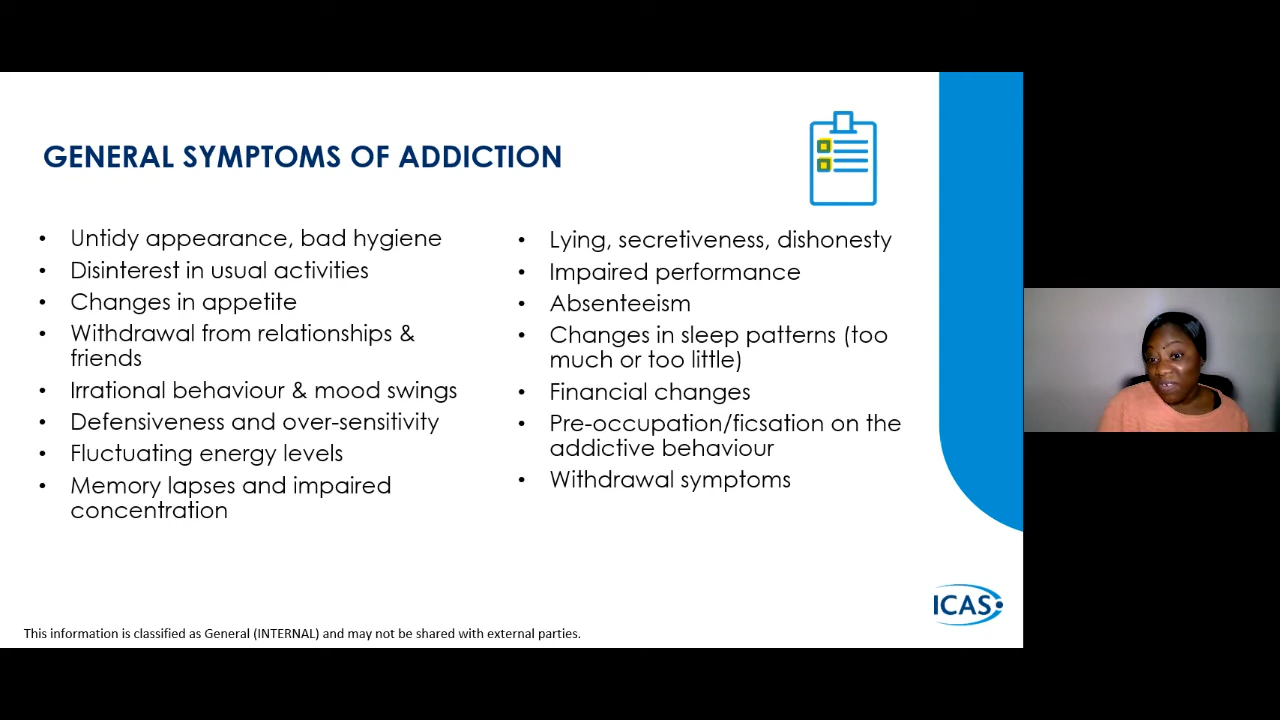 GENERAL SYMPTOMS OF ADDICTION
• Untidy appearance, bad hygiene
• Disinterest in usual activities
• Changes in appetite
• Withdrawal from relationships &
friends
• Irrational behaviour & mood swings
• Defensiveness and over-sensitivity
• Fluctuating energy levels
• Memory lapses and impaired
concentration
• Lying, secretiveness, dishonesty
• Impaired performance
• Absenteeism
• Changes in sleep patterns (too
much or too little)
• Financial changes
• Pre-occupation/ficsation on the
addictive behaviour
• Withdrawal symptoms
ICAS
This information is classified as General (INTERNAL) and may not be shared with external parties.